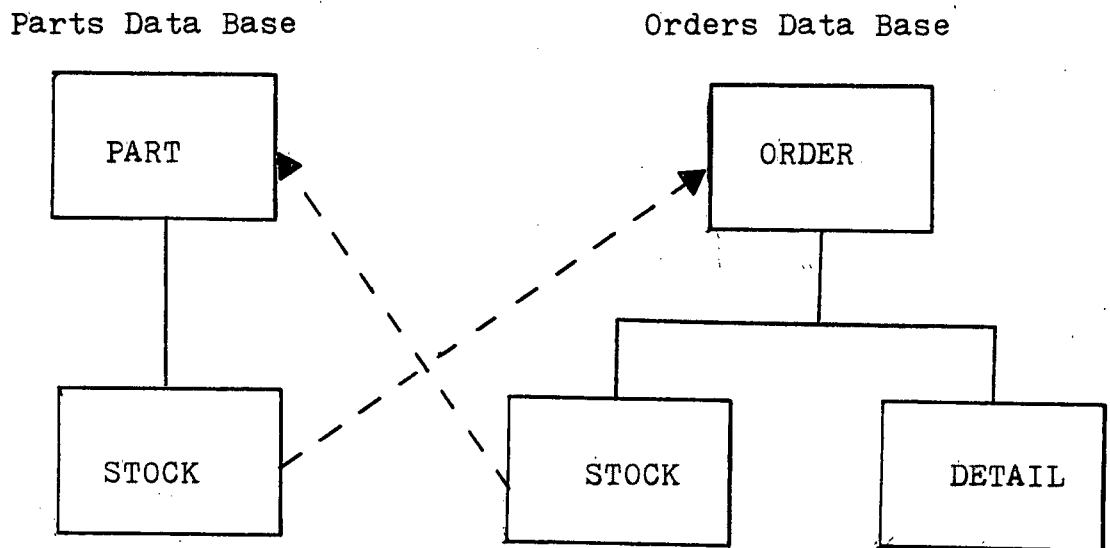 Parts Data Base
Orders Data Base
PART
ORDER
STOCK
STOCK
DETAIL